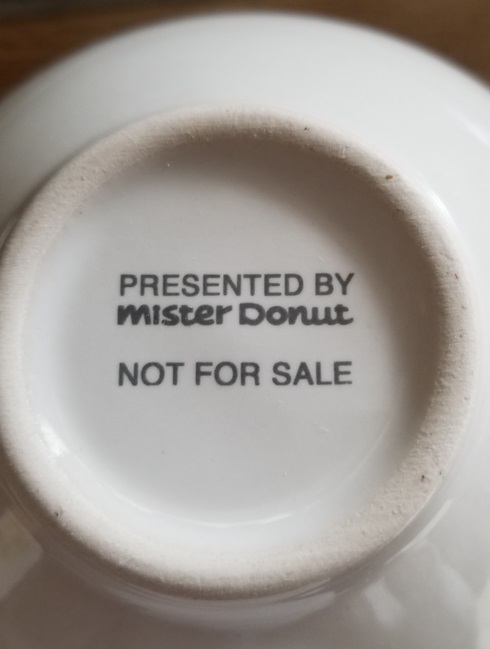 PRESENTED BY
mister Donut
NOT FOR SALE